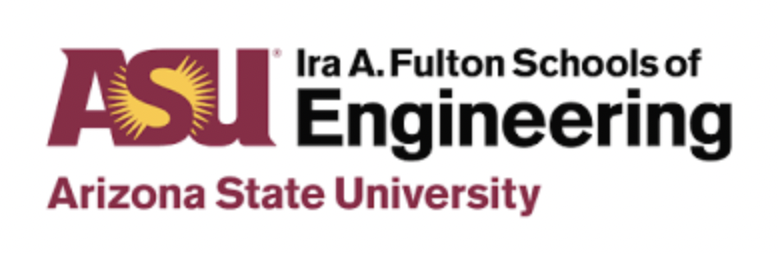 ASU® Ira A. Fulton Schools of
Engineering
Arizona State University